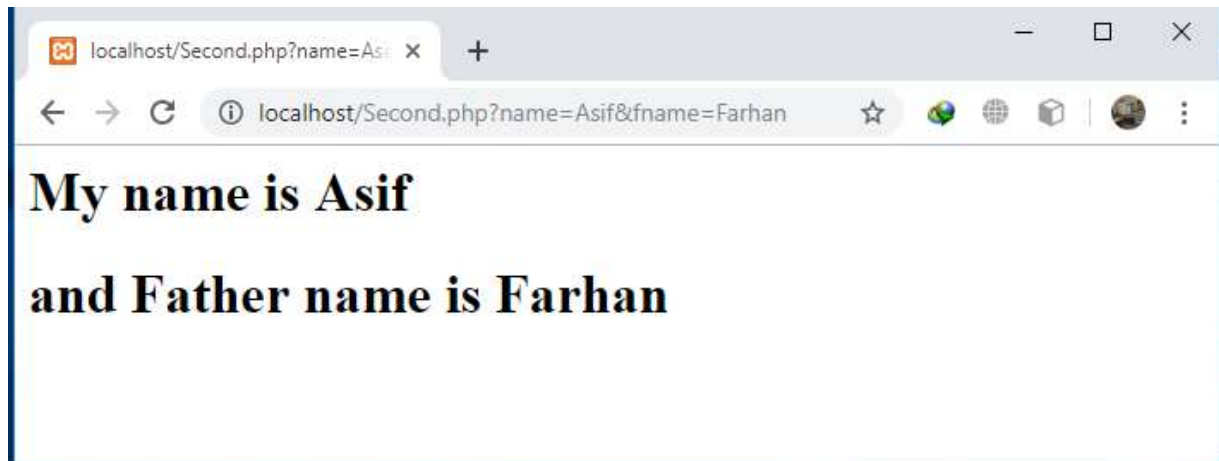 localhost/Second.php?name=As
localhost/Second.php?name=Asif&fname=Farhan
My name is Asif
and Father name is Farhan